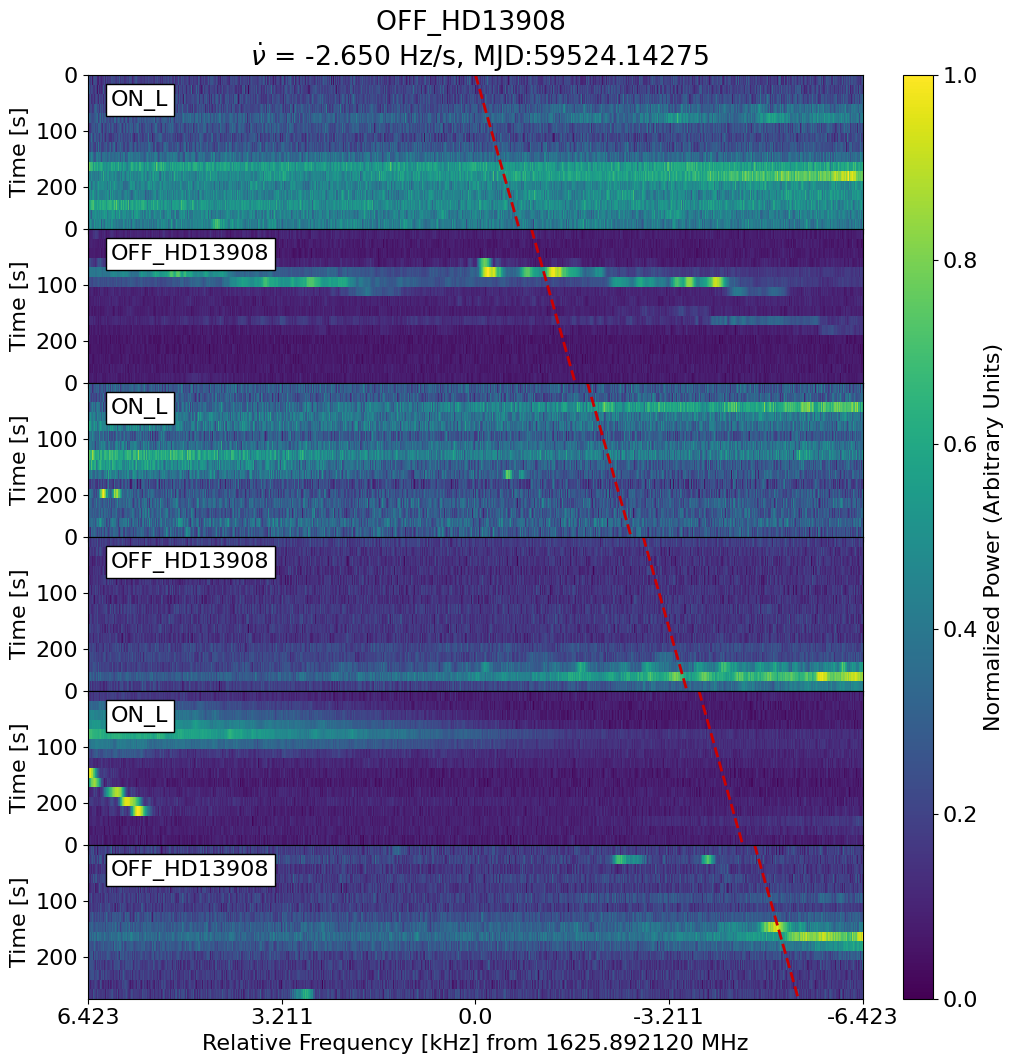 OFF_HD13908
ν̇ = -2.650 Hz/s, MJD:59524.14275
ON_L
OFF_HD13908
ON_L
OFF_HD13908
ON_L
OFF_HD13908
Time [s]
0
100
200
Time [s]
0
100
200
Time [s]
0
100
200
Time [s]
0
100
200
Time [s]
0
100
200
Time [s]
0
100
200
6.423 3.211 0.0 -3.211 -6.423
Relative Frequency [kHz] from 1625.892120 MHz
1.0
0.8
0.6
0.4
0.2
0.0
Normalized Power (Arbitrary Units)